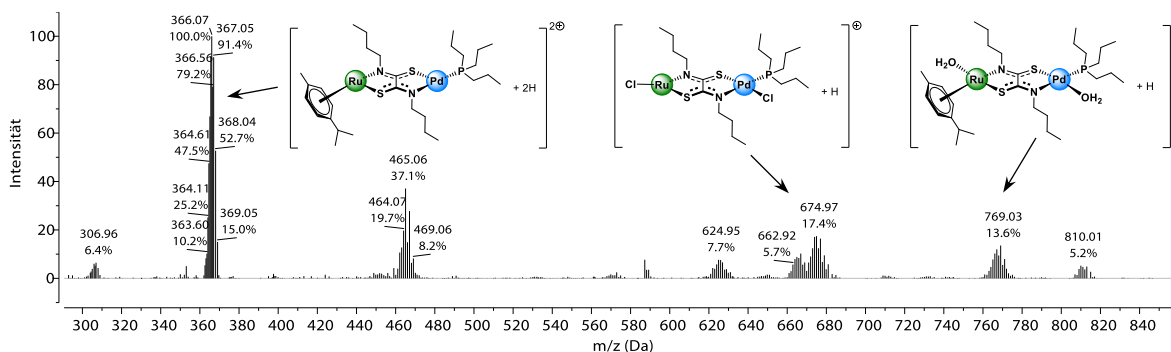 Intensität
100
80
60
40
20
0
366.07
100.0%
367.05
91.4%
366.56
79.2%
368.04
52.7%
364.61
47.5%
364.11
25.2%
363.60
10.2%
369.05
15.0%
306.96
6.4%
465.06
37.1%
464.07
19.7%
469.06
8.2%
624.95
7.7%
662.92
5.7%
674.97
17.4%
769.03
13.6%
810.01
5.2%
2⊕
Ru
N
S
S
N
Pd
P
+ 2H
⊕
Cl
Ru
N
S
S
N
Pd
P
Cl
+ H
H₂O
Ru
N
S
S
N
Pd
P
OH₂
+ H
300 320 340 360 380 400 420 440 460 480 500 520 540 560 580 600 620 640 660 680 700 720 740 760 780 800 820 840
m/z (Da)